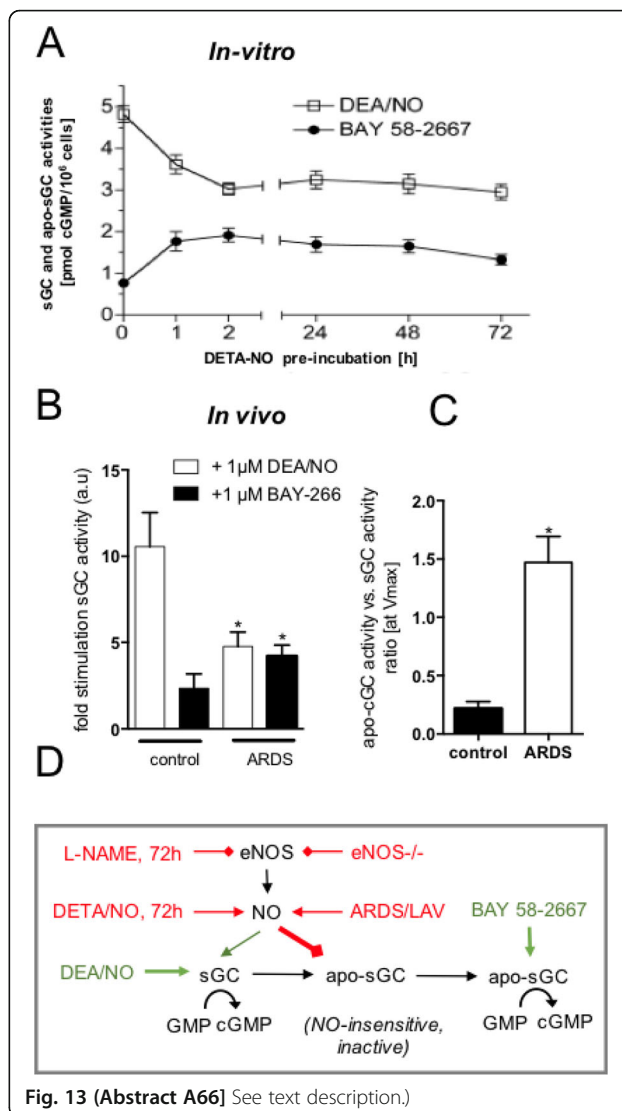 A
In-vitro
DEA/NO
BAY 58-2667
sGC and apo-sGC activities
[pmol cGMP/10⁶ cells]
5
4
3
2
1
0
0 1 2 24 48 72
DETA-NO pre-incubation [h]
B
In vivo
C
+ 1µM DEA/NO
+1 µM BAY-266
fold stimulation sGC activity (a.u)
15
10
5
0
* *
control ARDS
apo-cGC activity vs. sGC activity
ratio [at Vmax]
2.0
1.5
1.0
0.5
0.0
*
control ARDS
D
L-NAME, 72h eNOS eNOS-/-
DETA/NO, 72h NO ARDS/LAV BAY 58-2667
DEA/NO sGC apo-sGC apo-sGC
GMP cGMP (NO-insensitive, GMP cGMP
inactive)
Fig. 13 (Abstract A66] See text description.)